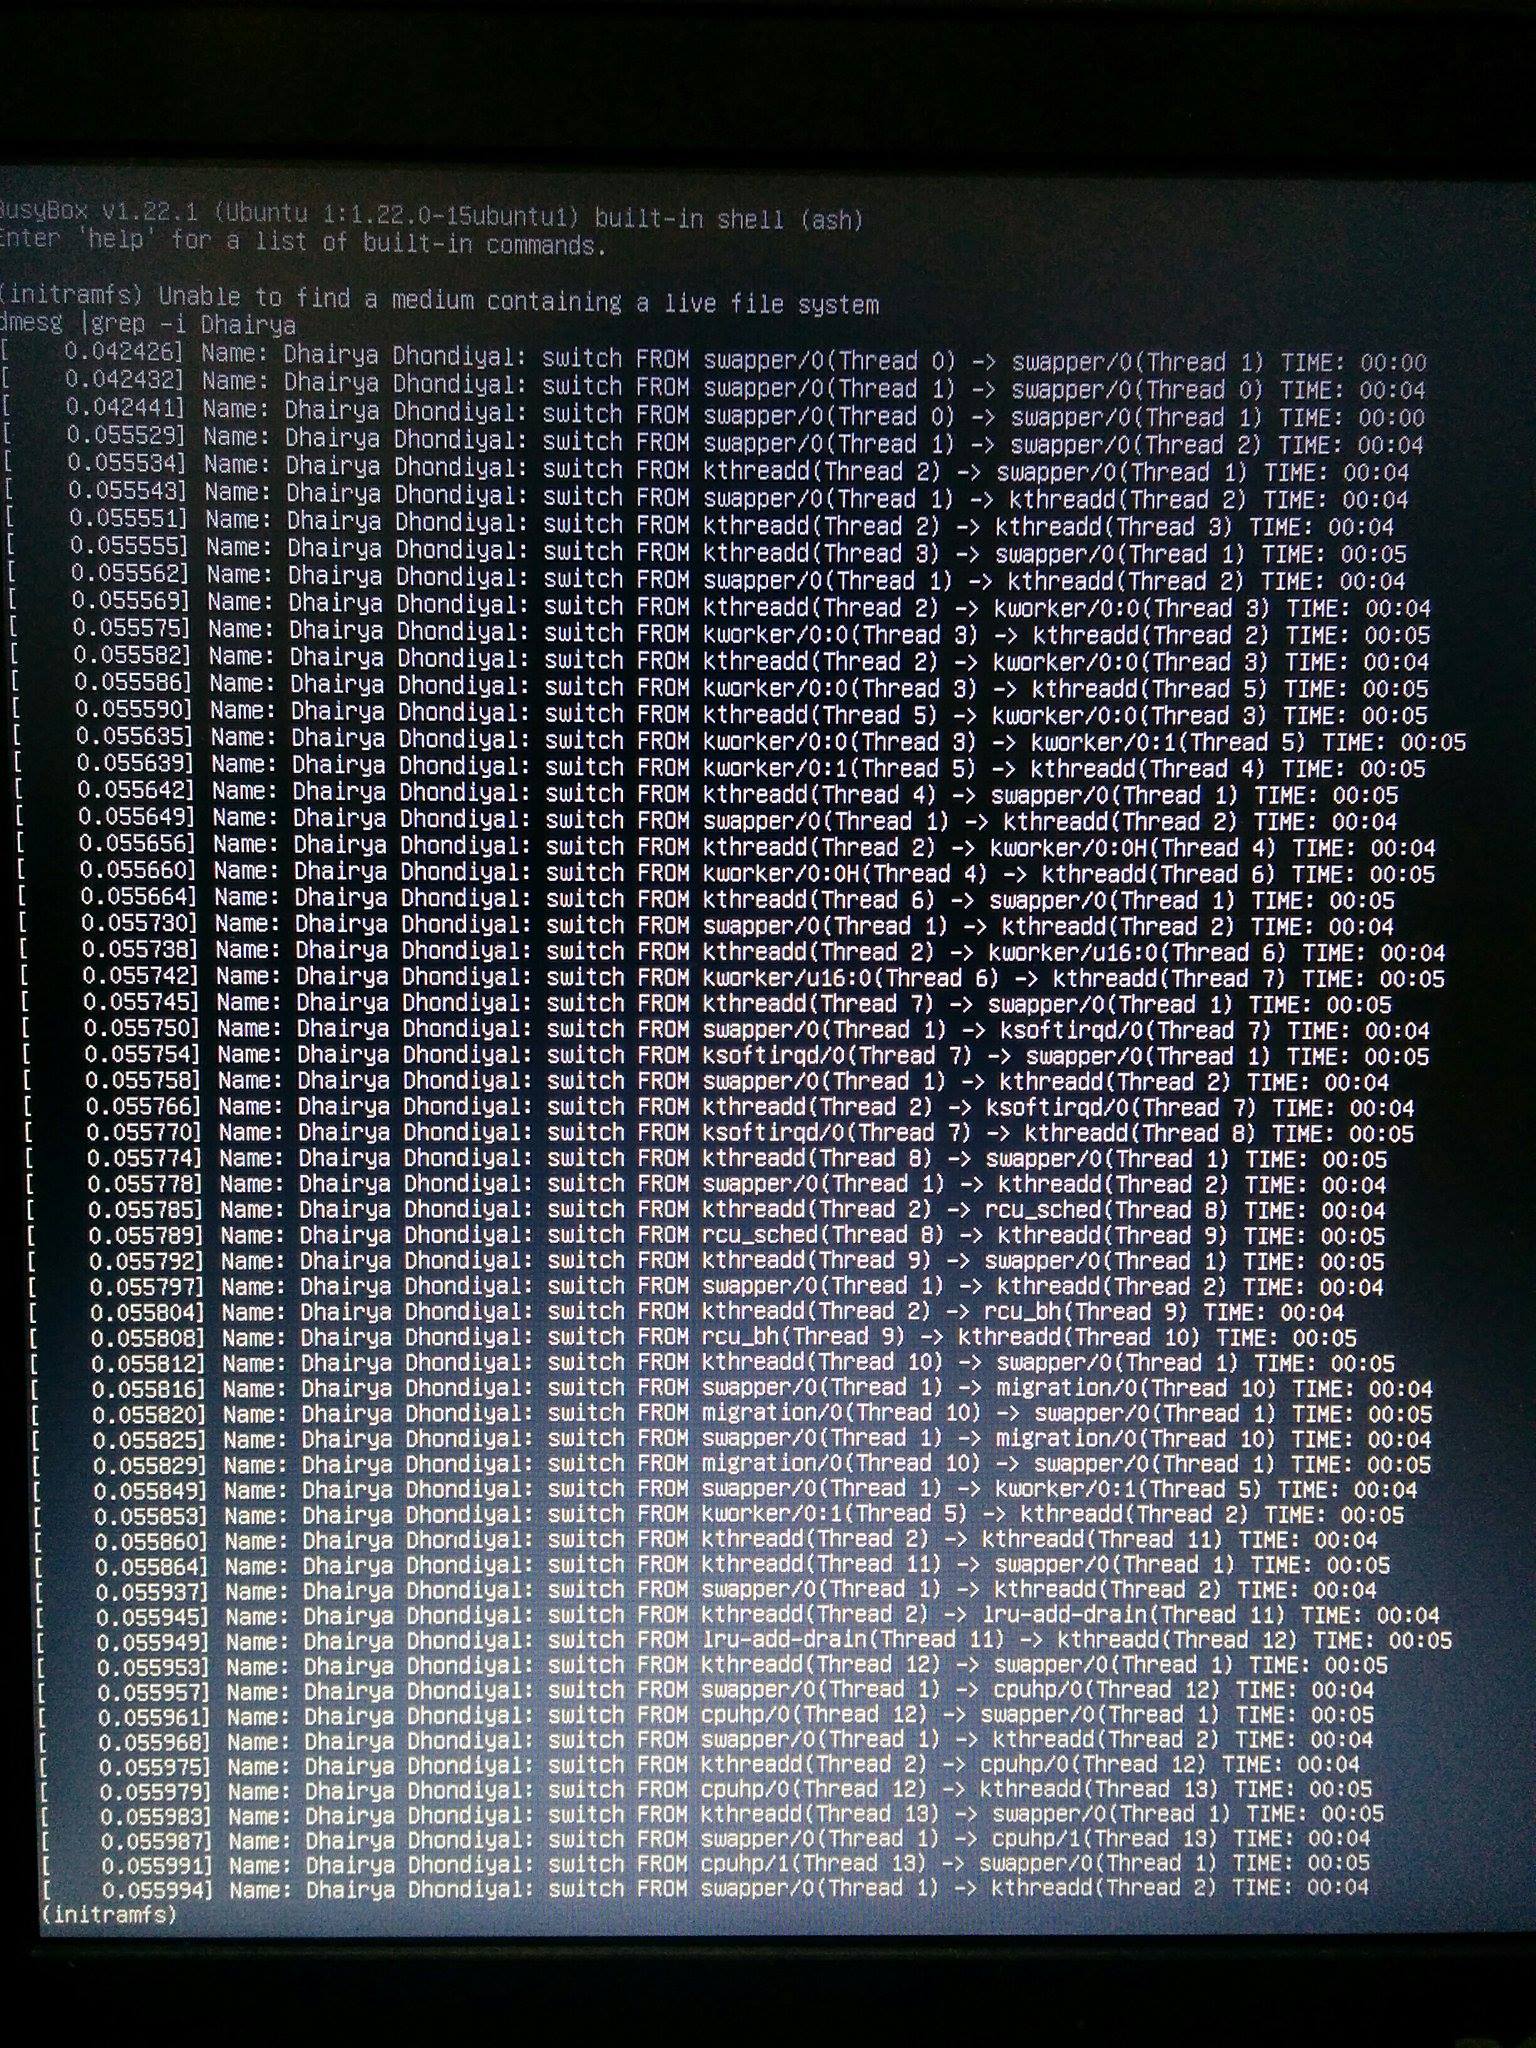 BusyBox v1.22.1 (Ubuntu 1:1.22.0-15ubuntu1) built-in shell (ash)
Enter 'help' for a list of built-in commands.
(initramfs) Unable to find a medium containing a live file system
dmesg |grep -i Dhairya
[    0.042426] Name: Dhairya Dhondiyal: switch FROM swapper/0(Thread 0) -> swapper/0(Thread 1) TIME: 00:00
[    0.042432] Name: Dhairya Dhondiyal: switch FROM swapper/0(Thread 1) -> swapper/0(Thread 0) TIME: 00:04
[    0.042441] Name: Dhairya Dhondiyal: switch FROM swapper/0(Thread 0) -> swapper/0(Thread 1) TIME: 00:00
[    0.055529] Name: Dhairya Dhondiyal: switch FROM swapper/0(Thread 1) -> swapper/0(Thread 2) TIME: 00:04
[    0.055534] Name: Dhairya Dhondiyal: switch FROM kthreadd(Thread 2) -> swapper/0(Thread 1) TIME: 00:04
[    0.055543] Name: Dhairya Dhondiyal: switch FROM swapper/0(Thread 1) -> kthreadd(Thread 2) TIME: 00:04
[    0.055551] Name: Dhairya Dhondiyal: switch FROM kthreadd(Thread 2) -> kthreadd(Thread 3) TIME: 00:04
[    0.055555] Name: Dhairya Dhondiyal: switch FROM kthreadd(Thread 3) -> swapper/0(Thread 1) TIME: 00:05
[    0.055562] Name: Dhairya Dhondiyal: switch FROM swapper/0(Thread 1) -> kthreadd(Thread 2) TIME: 00:04
[    0.055569] Name: Dhairya Dhondiyal: switch FROM kthreadd(Thread 2) -> kworker/0:0(Thread 3) TIME: 00:04
[    0.055575] Name: Dhairya Dhondiyal: switch FROM kworker/0:0(Thread 3) -> kthreadd(Thread 2) TIME: 00:05
[    0.055582] Name: Dhairya Dhondiyal: switch FROM kthreadd(Thread 2) -> kworker/0:0(Thread 3) TIME: 00:04
[    0.055586] Name: Dhairya Dhondiyal: switch FROM kworker/0:0(Thread 3) -> kthreadd(Thread 5) TIME: 00:05
[    0.055590] Name: Dhairya Dhondiyal: switch FROM kthreadd(Thread 5) -> kworker/0:0(Thread 3) TIME: 00:05
[    0.055635] Name: Dhairya Dhondiyal: switch FROM kworker/0:0(Thread 3) -> kworker/0:1(Thread 5) TIME: 00:05
[    0.055639] Name: Dhairya Dhondiyal: switch FROM kworker/0:1(Thread 5) -> kthreadd(Thread 4) TIME: 00:05
[    0.055642] Name: Dhairya Dhondiyal: switch FROM kthreadd(Thread 4) -> swapper/0(Thread 1) TIME: 00:05
[    0.055649] Name: Dhairya Dhondiyal: switch FROM swapper/0(Thread 1) -> kthreadd(Thread 2) TIME: 00:04
[    0.055656] Name: Dhairya Dhondiyal: switch FROM kthreadd(Thread 2) -> kworker/0:0H(Thread 4) TIME: 00:04
[    0.055660] Name: Dhairya Dhondiyal: switch FROM kworker/0:0H(Thread 4) -> kthreadd(Thread 6) TIME: 00:05
[    0.055664] Name: Dhairya Dhondiyal: switch FROM kthreadd(Thread 6) -> swapper/0(Thread 1) TIME: 00:05
[    0.055730] Name: Dhairya Dhondiyal: switch FROM swapper/0(Thread 1) -> kthreadd(Thread 2) TIME: 00:04
[    0.055738] Name: Dhairya Dhondiyal: switch FROM kthreadd(Thread 2) -> kworker/u16:0(Thread 6) TIME: 00:04
[    0.055742] Name: Dhairya Dhondiyal: switch FROM kworker/u16:0(Thread 6) -> kthreadd(Thread 7) TIME: 00:05
[    0.055745] Name: Dhairya Dhondiyal: switch FROM kthreadd(Thread 7) -> swapper/0(Thread 1) TIME: 00:05
[    0.055750] Name: Dhairya Dhondiyal: switch FROM swapper/0(Thread 1) -> ksoftirqd/0(Thread 7) TIME: 00:04
[    0.055754] Name: Dhairya Dhondiyal: switch FROM ksoftirqd/0(Thread 7) -> swapper/0(Thread 1) TIME: 00:05
[    0.055758] Name: Dhairya Dhondiyal: switch FROM swapper/0(Thread 1) -> kthreadd(Thread 2) TIME: 00:04
[    0.055766] Name: Dhairya Dhondiyal: switch FROM kthreadd(Thread 2) -> ksoftirqd/0(Thread 7) TIME: 00:04
[    0.055770] Name: Dhairya Dhondiyal: switch FROM ksoftirqd/0(Thread 7) -> kthreadd(Thread 8) TIME: 00:05
[    0.055774] Name: Dhairya Dhondiyal: switch FROM kthreadd(Thread 8) -> swapper/0(Thread 1) TIME: 00:05
[    0.055778] Name: Dhairya Dhondiyal: switch FROM swapper/0(Thread 1) -> kthreadd(Thread 2) TIME: 00:04
[    0.055785] Name: Dhairya Dhondiyal: switch FROM kthreadd(Thread 2) -> rcu_sched(Thread 8) TIME: 00:04
[    0.055789] Name: Dhairya Dhondiyal: switch FROM rcu_sched(Thread 8) -> kthreadd(Thread 9) TIME: 00:05
[    0.055792] Name: Dhairya Dhondiyal: switch FROM kthreadd(Thread 9) -> swapper/0(Thread 1) TIME: 00:05
[    0.055797] Name: Dhairya Dhondiyal: switch FROM swapper/0(Thread 1) -> kthreadd(Thread 2) TIME: 00:04
[    0.055804] Name: Dhairya Dhondiyal: switch FROM kthreadd(Thread 2) -> rcu_bh(Thread 9) TIME: 00:04
[    0.055808] Name: Dhairya Dhondiyal: switch FROM rcu_bh(Thread 9) -> kthreadd(Thread 10) TIME: 00:05
[    0.055812] Name: Dhairya Dhondiyal: switch FROM kthreadd(Thread 10) -> swapper/0(Thread 1) TIME: 00:05
[    0.055816] Name: Dhairya Dhondiyal: switch FROM swapper/0(Thread 1) -> migration/0(Thread 10) TIME: 00:04
[    0.055820] Name: Dhairya Dhondiyal: switch FROM migration/0(Thread 10) -> swapper/0(Thread 1) TIME: 00:05
[    0.055825] Name: Dhairya Dhondiyal: switch FROM swapper/0(Thread 1) -> migration/0(Thread 10) TIME: 00:04
[    0.055829] Name: Dhairya Dhondiyal: switch FROM migration/0(Thread 10) -> swapper/0(Thread 1) TIME: 00:05
[    0.055849] Name: Dhairya Dhondiyal: switch FROM swapper/0(Thread 1) -> kworker/0:1(Thread 5) TIME: 00:04
[    0.055853] Name: Dhairya Dhondiyal: switch FROM kworker/0:1(Thread 5) -> kthreadd(Thread 2) TIME: 00:05
[    0.055860] Name: Dhairya Dhondiyal: switch FROM kthreadd(Thread 2) -> kthreadd(Thread 11) TIME: 00:04
[    0.055864] Name: Dhairya Dhondiyal: switch FROM kthreadd(Thread 11) -> swapper/0(Thread 1) TIME: 00:05
[    0.055937] Name: Dhairya Dhondiyal: switch FROM swapper/0(Thread 1) -> kthreadd(Thread 2) TIME: 00:04
[    0.055945] Name: Dhairya Dhondiyal: switch FROM kthreadd(Thread 2) -> lru-add-drain(Thread 11) TIME: 00:04
[    0.055949] Name: Dhairya Dhondiyal: switch FROM lru-add-drain(Thread 11) -> kthreadd(Thread 12) TIME: 00:05
[    0.055953] Name: Dhairya Dhondiyal: switch FROM kthreadd(Thread 12) -> swapper/0(Thread 1) TIME: 00:05
[    0.055957] Name: Dhairya Dhondiyal: switch FROM swapper/0(Thread 1) -> cpuhp/0(Thread 12) TIME: 00:04
[    0.055961] Name: Dhairya Dhondiyal: switch FROM cpuhp/0(Thread 12) -> swapper/0(Thread 1) TIME: 00:05
[    0.055968] Name: Dhairya Dhondiyal: switch FROM swapper/0(Thread 1) -> kthreadd(Thread 2) TIME: 00:04
[    0.055975] Name: Dhairya Dhondiyal: switch FROM kthreadd(Thread 2) -> cpuhp/0(Thread 12) TIME: 00:04
[    0.055979] Name: Dhairya Dhondiyal: switch FROM cpuhp/0(Thread 12) -> kthreadd(Thread 13) TIME: 00:05
[    0.055983] Name: Dhairya Dhondiyal: switch FROM kthreadd(Thread 13) -> swapper/0(Thread 1) TIME: 00:05
[    0.055987] Name: Dhairya Dhondiyal: switch FROM swapper/0(Thread 1) -> cpuhp/1(Thread 13) TIME: 00:04
[    0.055991] Name: Dhairya Dhondiyal: switch FROM cpuhp/1(Thread 13) -> swapper/0(Thread 1) TIME: 00:05
[    0.055994] Name: Dhairya Dhondiyal: switch FROM swapper/0(Thread 1) -> kthreadd(Thread 2) TIME: 00:04
(initramfs)